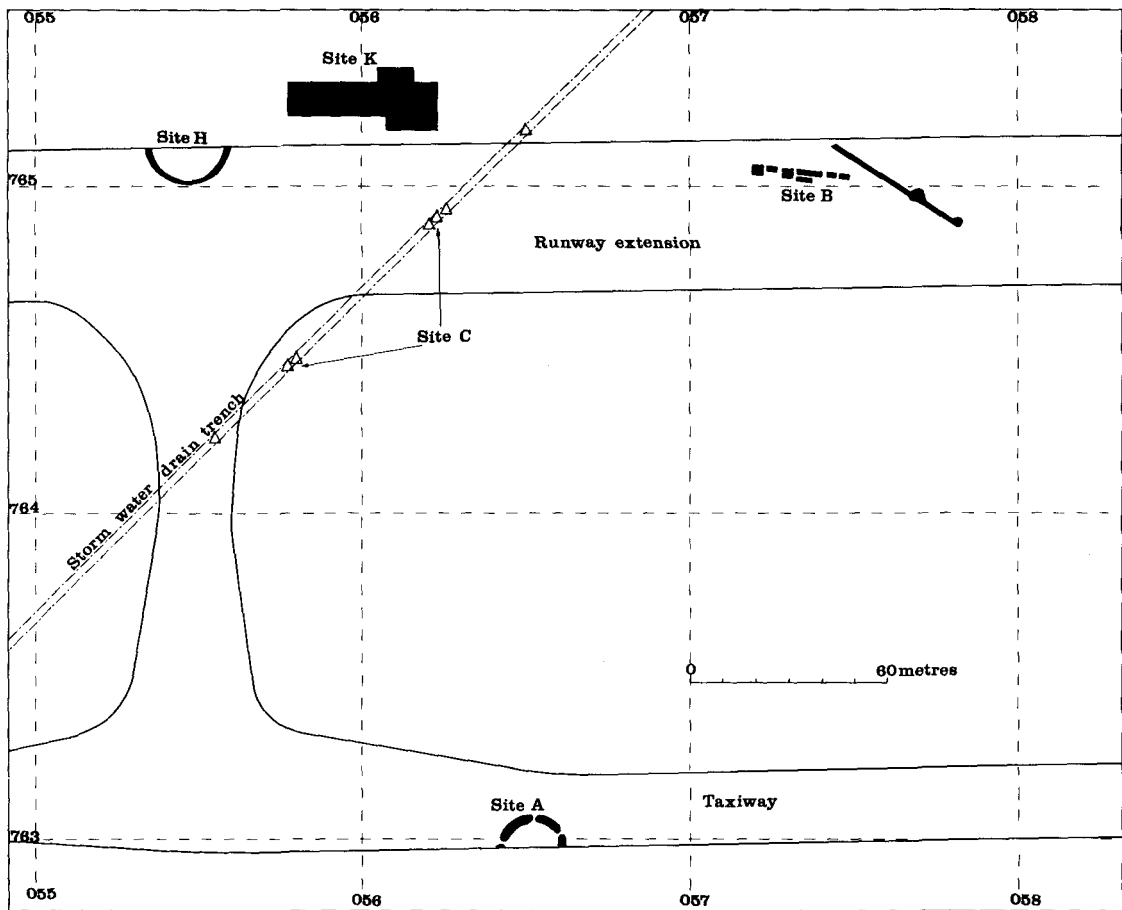 055
056
057
058
Site K
Site H
765
Site B
Runway extension
Site C
Storm water drain trench
764
0 60 metres
Site A
Taxiway
763
055
056
057
058